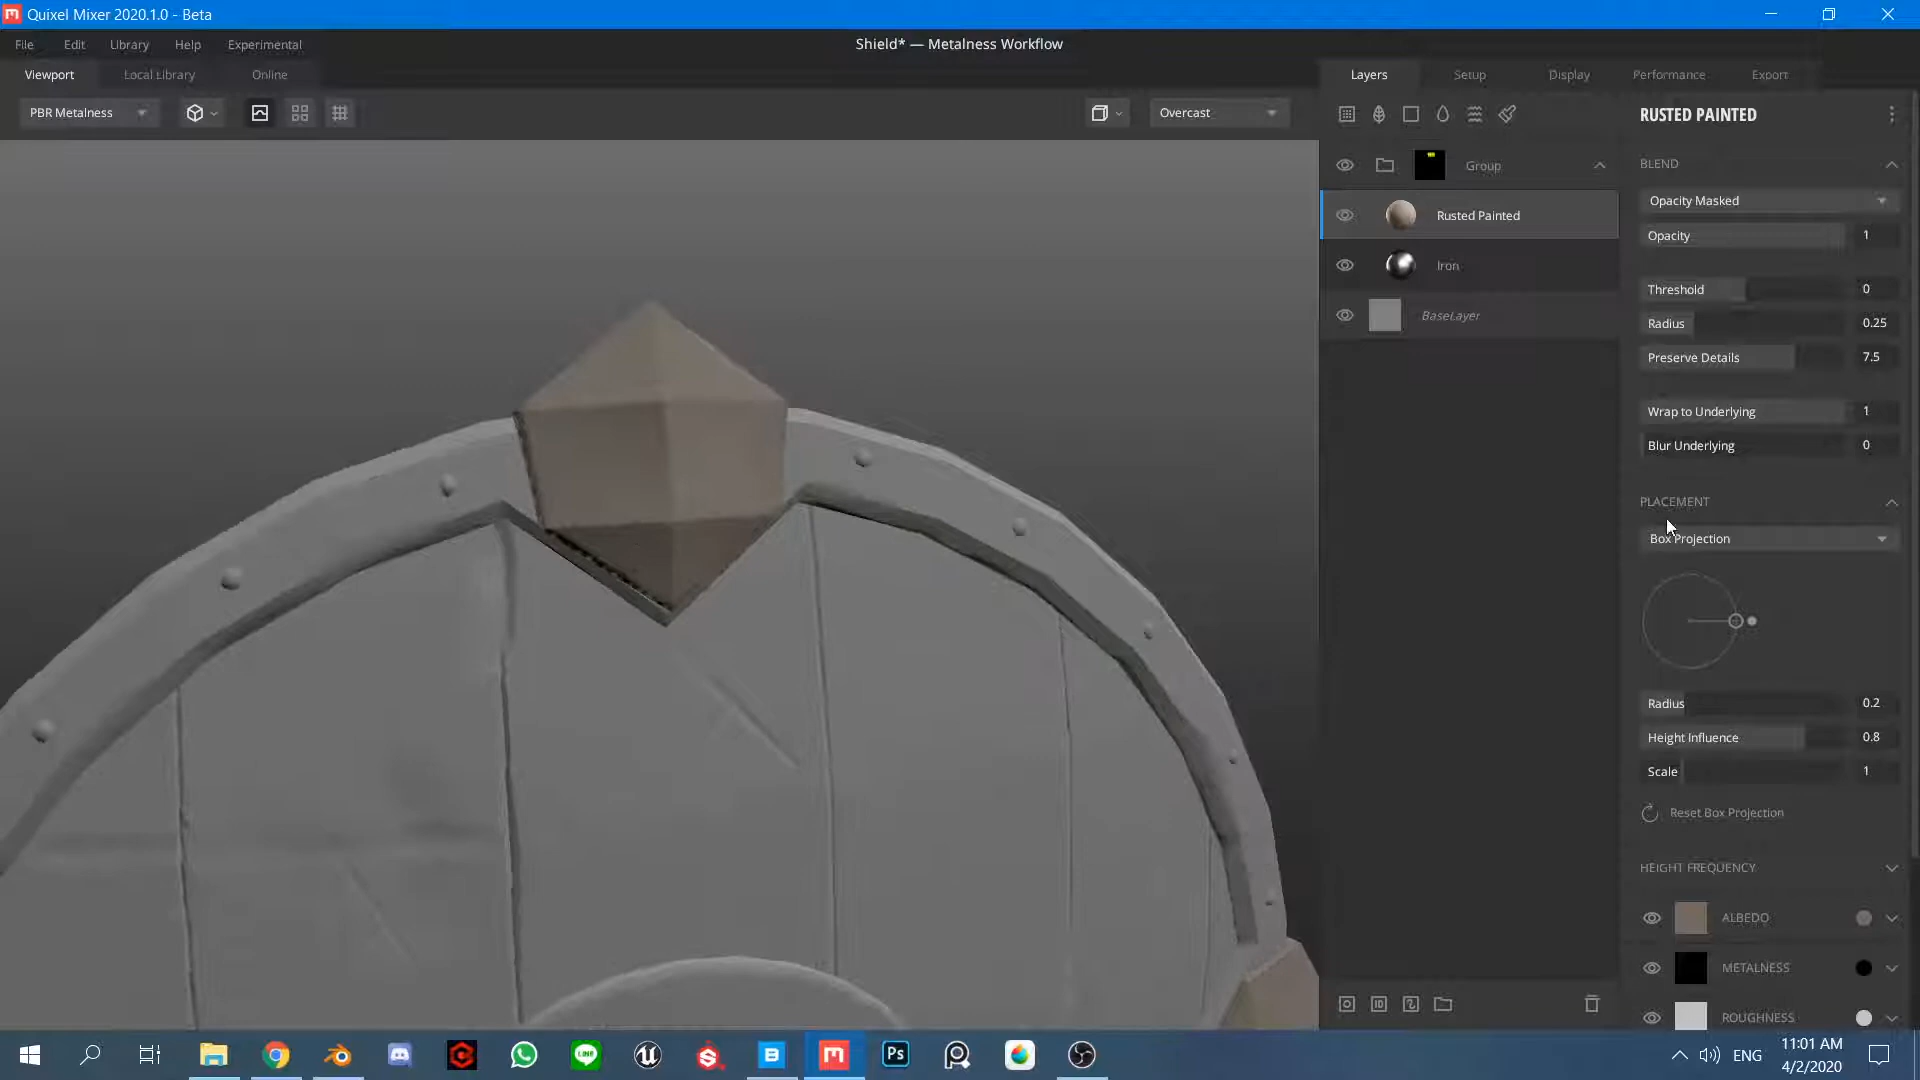 Quixel Mixer 2020.1.0 - Beta
File Edit Library Help Experimental
Shield* — Metalness Workflow
Viewport Local Library Online
Layers Setup Display Performance Export
PBR Metalness
Overcast
RUSTED PAINTED
Group
BLEND
Opacity Masked
Rusted Painted
Opacity 1
Iron
Threshold 0
BaseLayer
Radius 0.25
Preserve Details 7.5
Wrap to Underlying 1
Blur Underlying 0
PLACEMENT
Box Projection
Radius 0.2
Height Influence 0.8
Scale 1
Reset Box Projection
HEIGHT FREQUENCY
ALBEDO
METALNESS
ROUGHNESS
ID
Ps
ENG
11:01 AM
4/2/2020